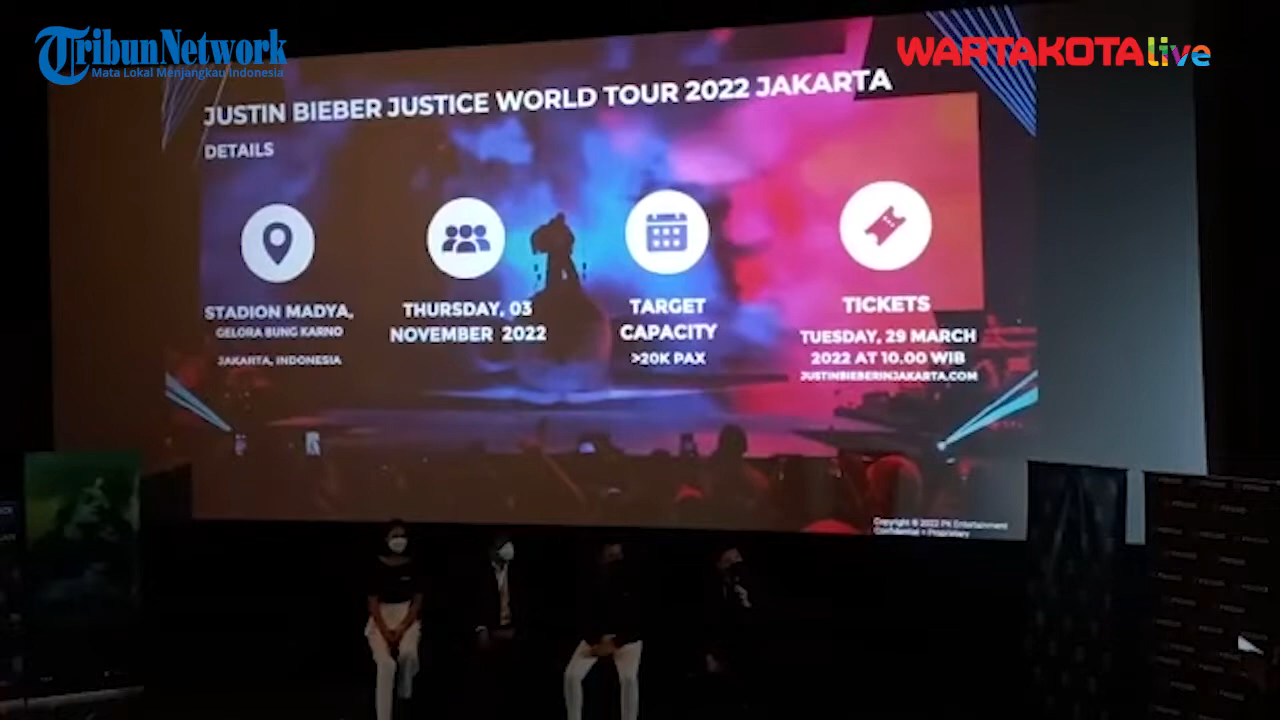 TribunNetwork
Mata Lokal Menjangkau Indonesia
WARTAKOTAlive
JUSTIN BIEBER JUSTICE WORLD TOUR 2022 JAKARTA
DETAILS
STADION MADYA,
GELORA BUNG KARNO
JAKARTA, INDONESIA
THURSDAY, 03
NOVEMBER 2022
TARGET
CAPACITY
>20K PAX
TICKETS
TUESDAY, 29 MARCH
2022 AT 10.00 WIB
JUSTINBIEBERINJAKARTA.COM
Copyright © 2022 PK Entertainment
Confidential + Proprietary